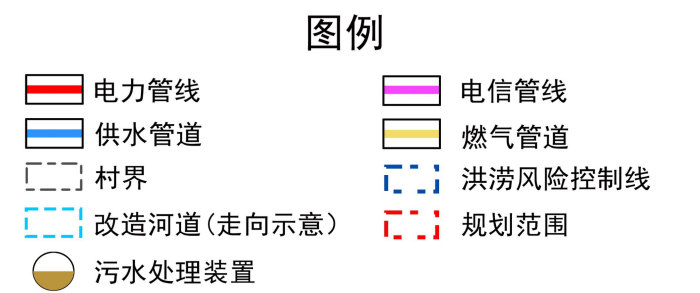 图例
电力管线
电信管线
供水管道
燃气管道
村界
洪涝风险控制线
改造河道(走向示意)
规划范围
污水处理装置